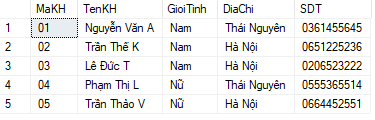 MaKH TenKH GioiTinh DiaChi SDT
1 01 Nguyễn Văn A Nam Thái Nguyên 0361455645
2 02 Trần Thế K Nam Hà Nội 0651225236
3 03 Lê Đức T Nam Hà Nội 0206523222
4 04 Phạm Thị L Nữ Thái Nguyên 0555365514
5 05 Trần Thảo V Nữ Hà Nội 0664452551